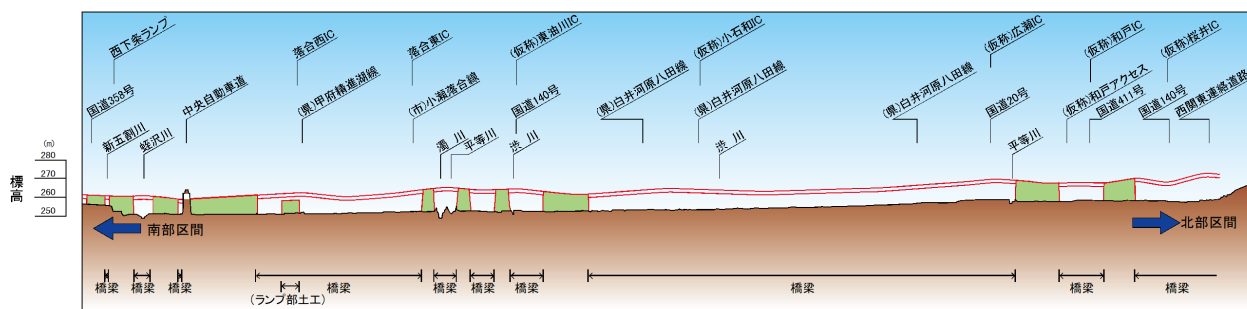 西下条ランプ
落合西IC
落合東IC
(仮称)東油川IC
(仮称)小石和IC
(仮称)広瀬IC
(仮称)和戸IC
(仮称)桜井IC
国道358号
新五割川
蛭沢川
中央自動車道
(県)甲府精進湖線
(市)小瀬落合線
濁川
平等川
国道140号
渋川
(県)白井河原八田線
(県)白井河原八田線
渋川
(県)白井河原八田線
国道20号
平等川
(仮称)和戸アクセス
国道411号
国道140号
西関東連絡道路
(m)
280
270
260
250
標高
南部区間
北部区間
橋梁
橋梁
橋梁
(ランプ部土工)
橋梁
橋梁
橋梁
橋梁
橋梁
橋梁
橋梁